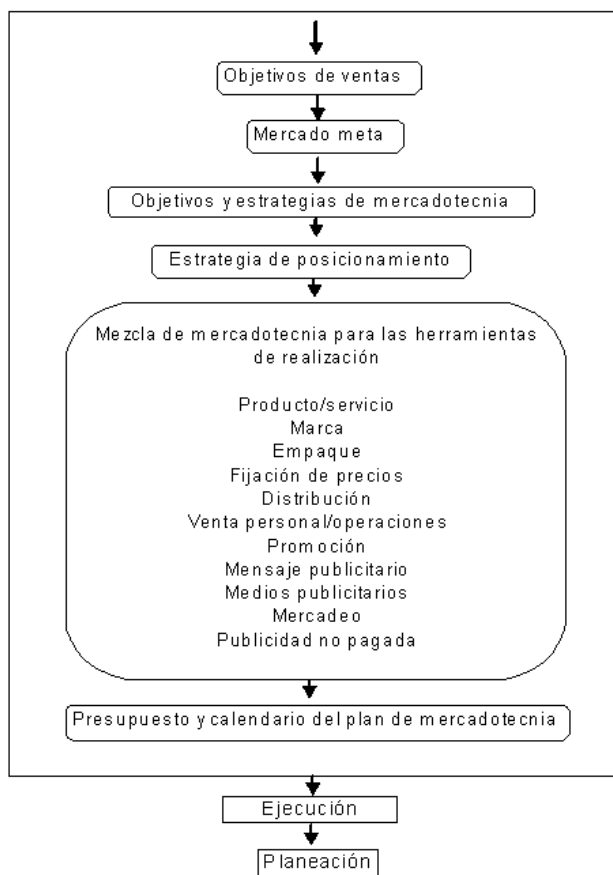 Objetivos de ventas
Mercado meta
Objetivos y estrategias de mercadotecnia
Estrategia de posicionamiento
Mezcla de mercadotecnia para las herramientas
de realización
Producto/servicio
Marca
Empaque
Fijación de precios
Distribución
Venta personal/operaciones
Promoción
Mensaje publicitario
Medios publicitarios
Mercadeo
Publicidad no pagada
Presupuesto y calendario del plan de mercadotecnia
Ejecución
Planeación